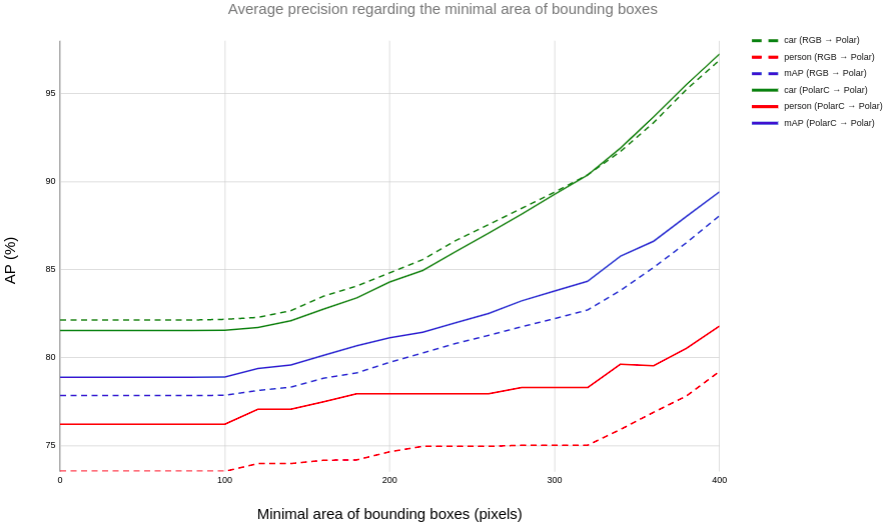 Average precision regarding the minimal area of bounding boxes
car (RGB → Polar)
person (RGB → Polar)
mAP (RGB → Polar)
car (PolarC → Polar)
person (PolarC → Polar)
mAP (PolarC → Polar)
AP (%)
95
90
85
80
75
0 100 200 300 400
Minimal area of bounding boxes (pixels)